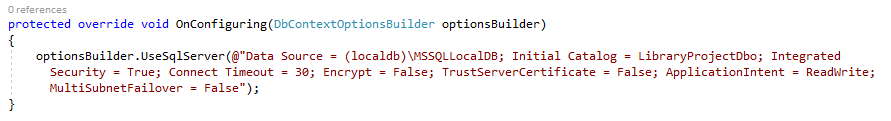 0 references
protected override void OnConfiguring(DbContextOptionsBuilder optionsBuilder)
{
optionsBuilder.UseSqlServer(@"Data Source = (localdb)\MSSQLLocalDB; Initial Catalog = LibraryProjectDbo; Integrated
Security = True; Connect Timeout = 30; Encrypt = False; TrustServerCertificate = False; ApplicationIntent = ReadWrite;
MultiSubnetFailover = False");
}